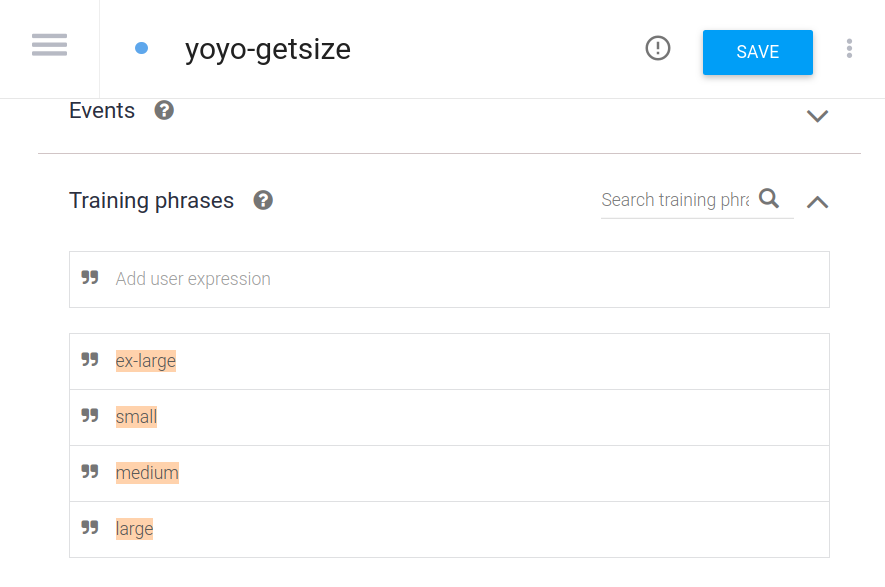 yoyo-getsize
SAVE
Events
Training phrases
Search training phra
Add user expression
ex-large
small
medium
large